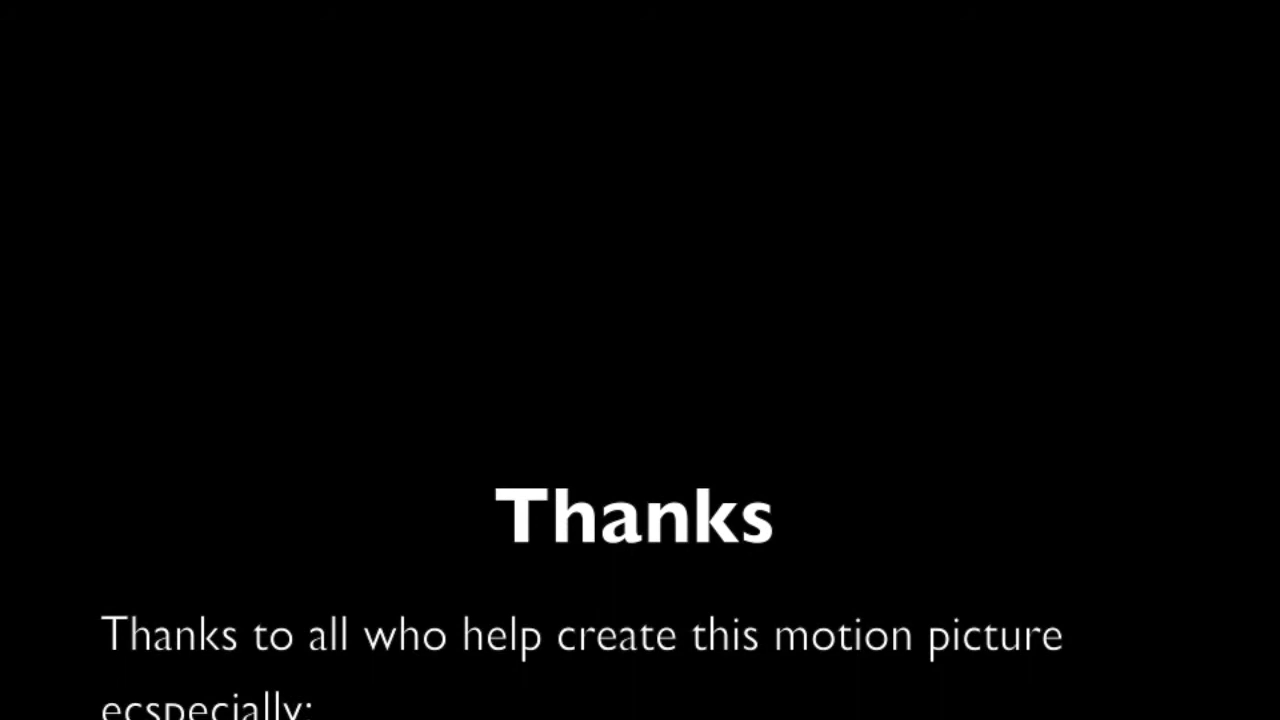 Thanks
Thanks to all who help create this motion picture
ecspecially: